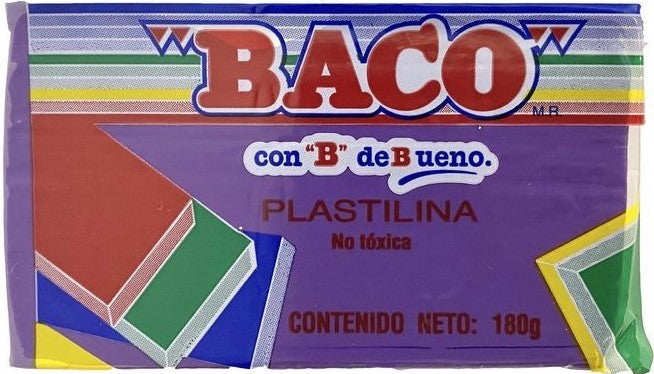 "BACO"
M.R.
con "B" de Bueno.
PLASTILINA
No tóxica
CONTENIDO NETO: 180g